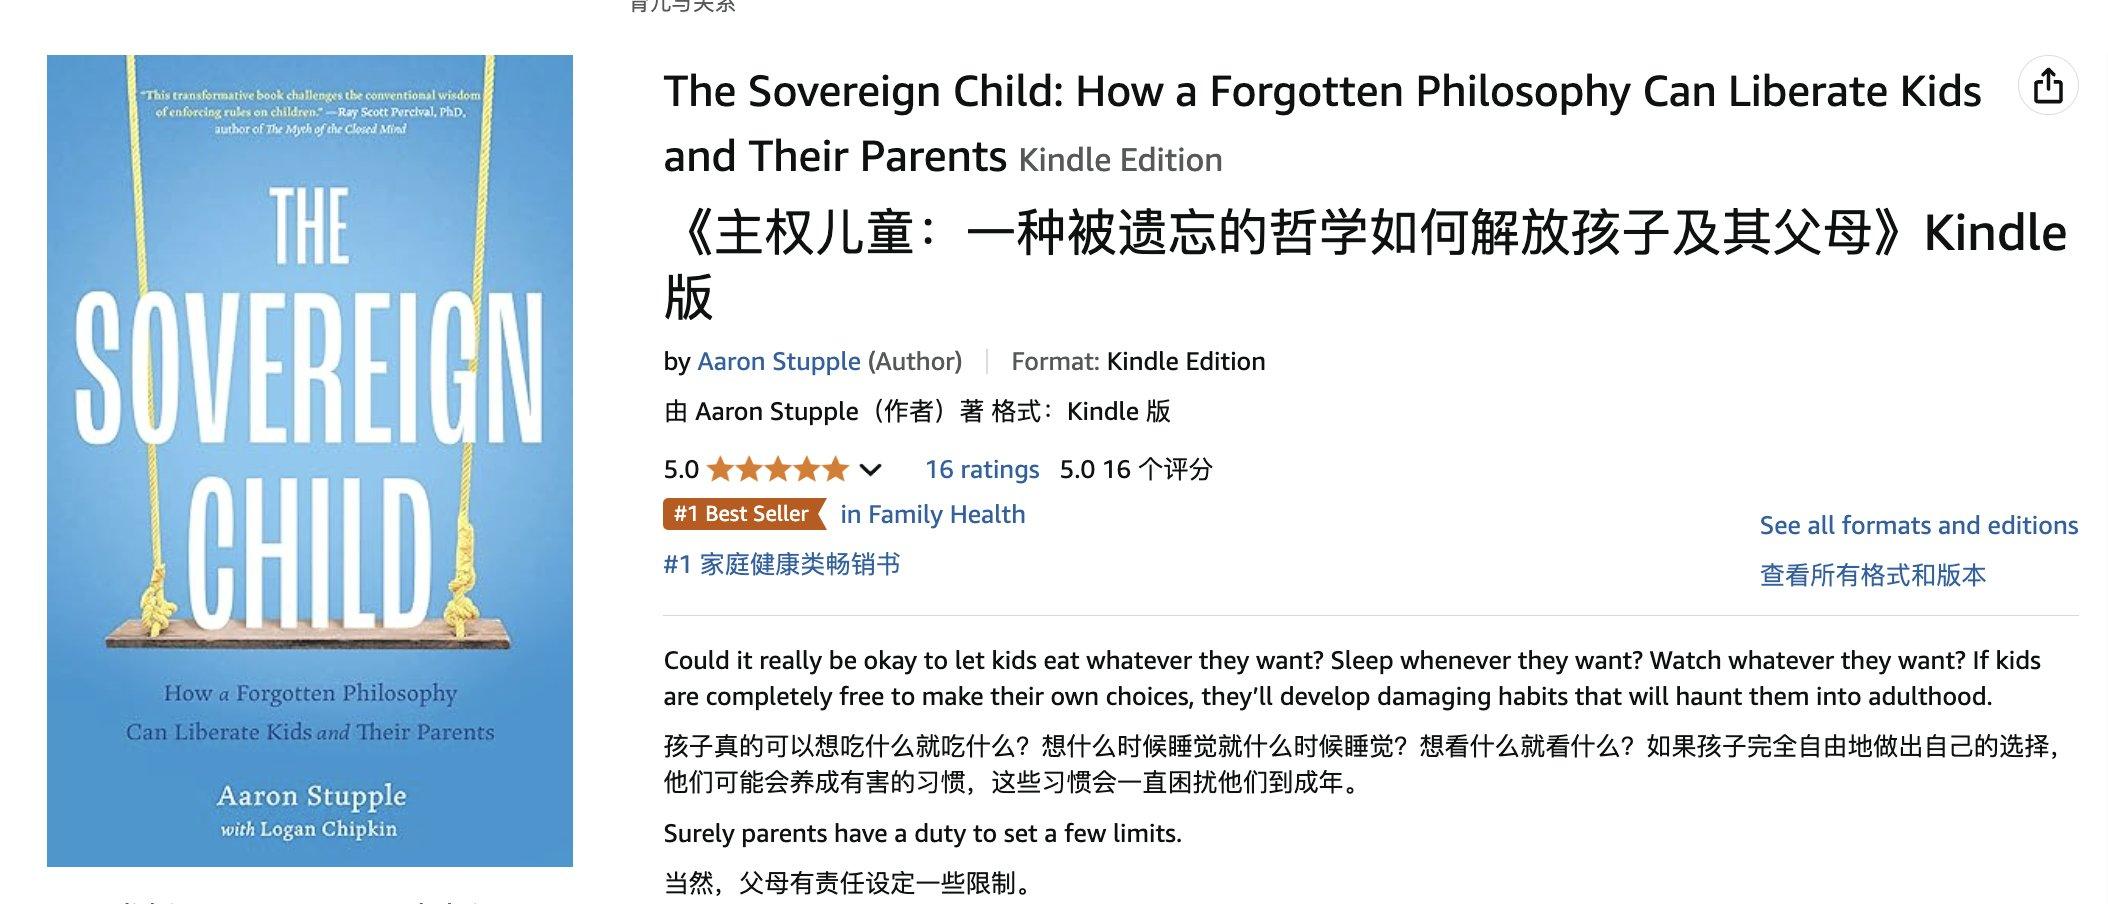 育儿与关系
"This transformative book challenges the conventional wisdom
of enforcing rules on children." —Ray Scott Percival, PhD,
author of The Myth of the Closed Mind
THE
SOVEREIGN
CHILD
How a Forgotten Philosophy
Can Liberate Kids and Their Parents
Aaron Stupple
with Logan Chipkin
The Sovereign Child: How a Forgotten Philosophy Can Liberate Kids
and Their Parents Kindle Edition
《主权儿童：一种被遗忘的哲学如何解放孩子及其父母》Kindle
版
by Aaron Stupple (Author) Format: Kindle Edition
由 Aaron Stupple（作者）著 格式：Kindle 版
5.0 16 ratings 5.0 16 个评分
#1 Best Seller in Family Health
#1 家庭健康类畅销书
See all formats and editions
查看所有格式和版本
Could it really be okay to let kids eat whatever they want? Sleep whenever they want? Watch whatever they want? If kids
are completely free to make their own choices, they’ll develop damaging habits that will haunt them into adulthood.
孩子真的可以想吃什么就吃什么？想什么时候睡觉就什么时候睡觉？想看什么就看什么？如果孩子完全自由地做出自己的选择，
他们可能会养成有害的习惯，这些习惯会一直困扰他们到成年。
Surely parents have a duty to set a few limits.
当然，父母有责任设定一些限制。